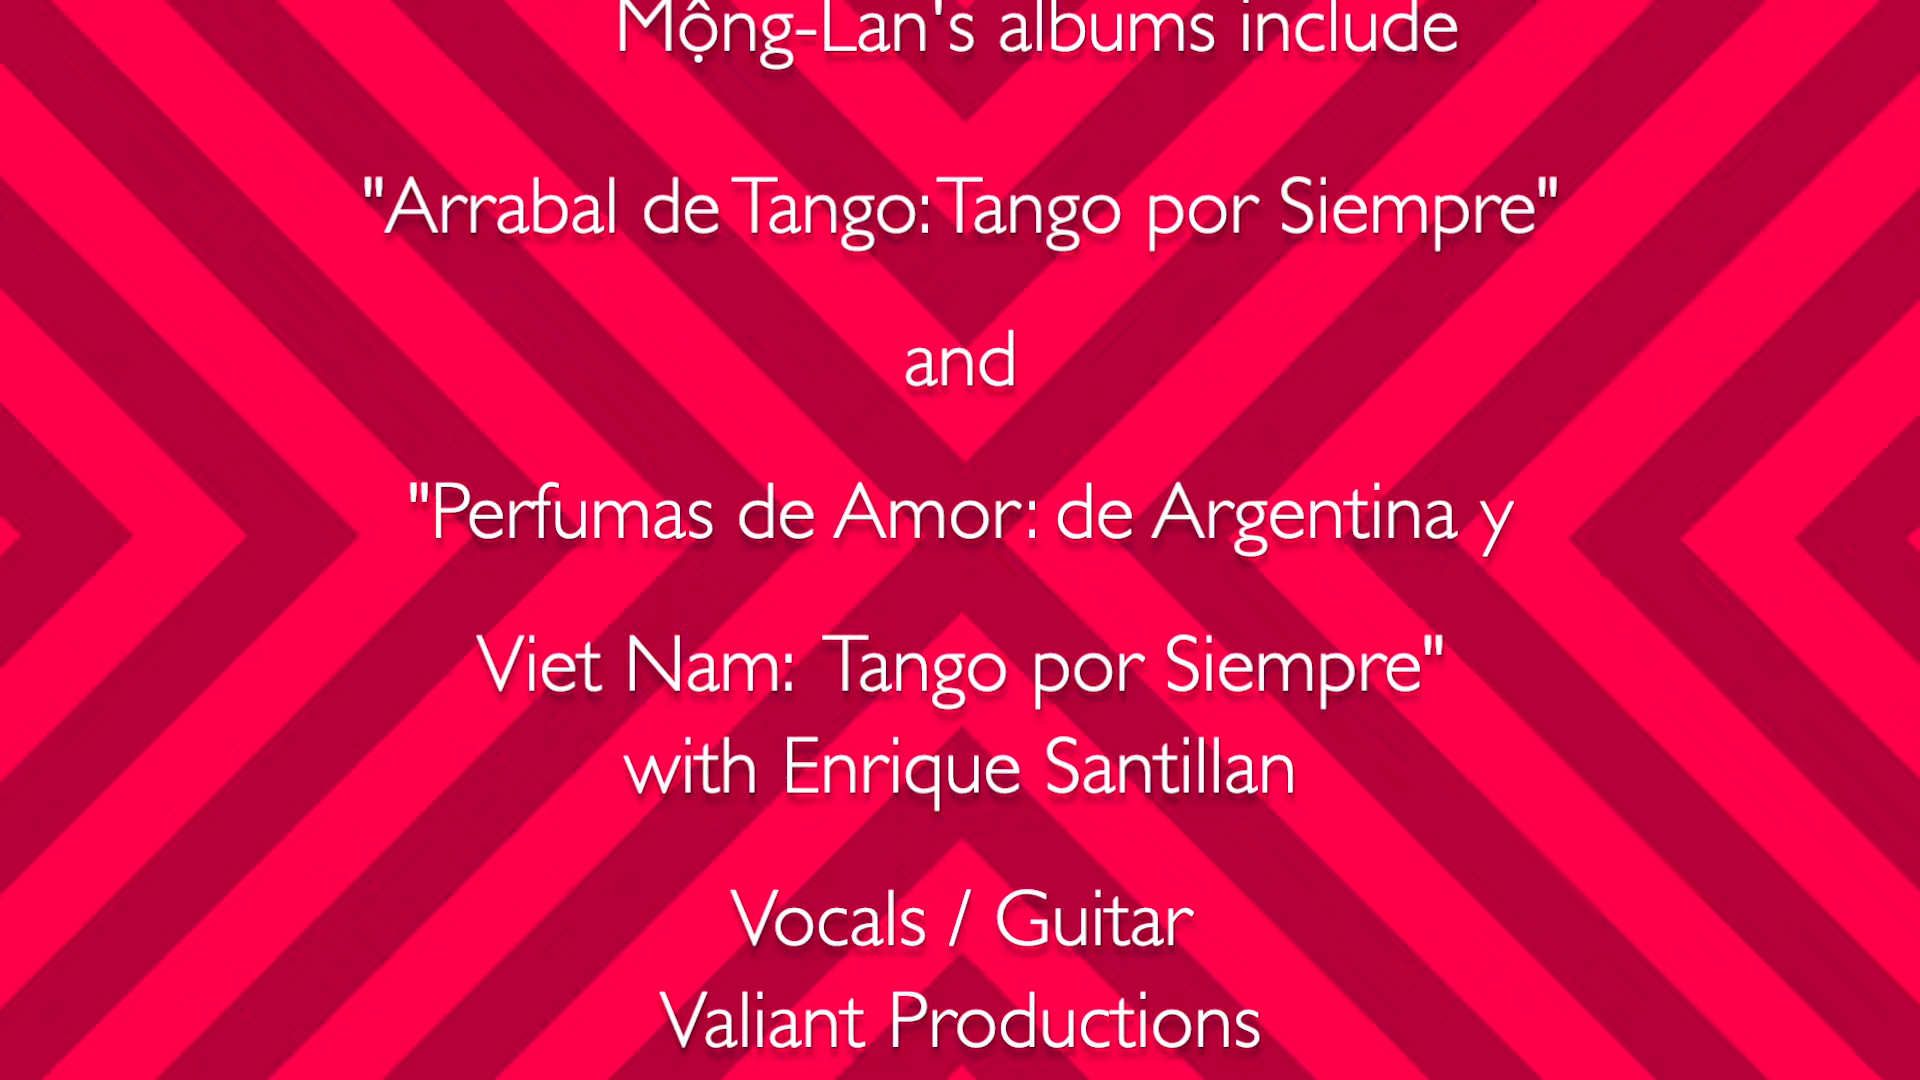 Mộng-Lan's albums include
"Arrabal de Tango: Tango por Siempre"
and
"Perfumas de Amor: de Argentina y
Viet Nam: Tango por Siempre"
with Enrique Santillan
Vocals / Guitar
Valiant Productions